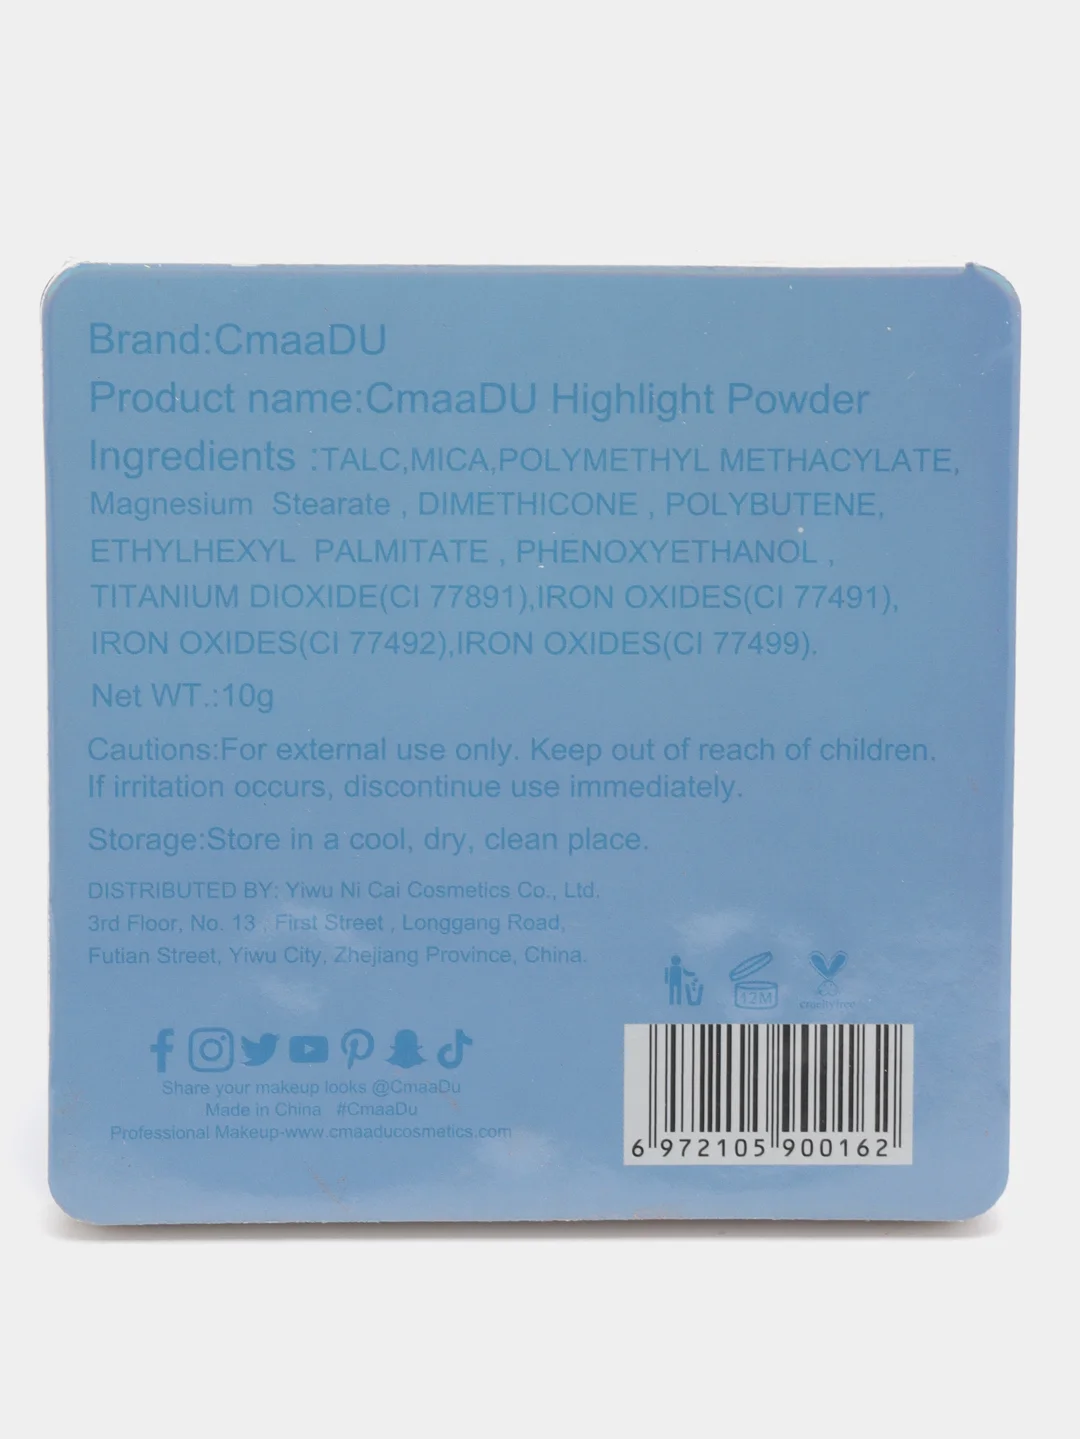 Brand:CmaaDU
Product name:CmaaDU Highlight Powder
Ingredients :TALC,MICA,POLYMETHYL METHACYLATE,
Magnesium Stearate , DIMETHICONE , POLYBUTENE,
ETHYLHEXYL PALMITATE , PHENOXYETHANOL ,
TITANIUM DIOXIDE(CI 77891),IRON OXIDES(CI 77491),
IRON OXIDES(CI 77492),IRON OXIDES(CI 77499).
Net WT.:10g
Cautions:For external use only. Keep out of reach of children.
If irritation occurs, discontinue use immediately.
Storage:Store in a cool, dry, clean place.
DISTRIBUTED BY: Yiwu Ni Cai Cosmetics Co., Ltd.
3rd Floor, No. 13 , First Street , Longgang Road,
Futian Street, Yiwu City, Zhejiang Province, China.
12M
crueltyfree
Share your makeup looks @CmaaDu
Made in China #CmaaDu
Professional Makeup-www.cmaaducosmetics.com
6 972105 900162